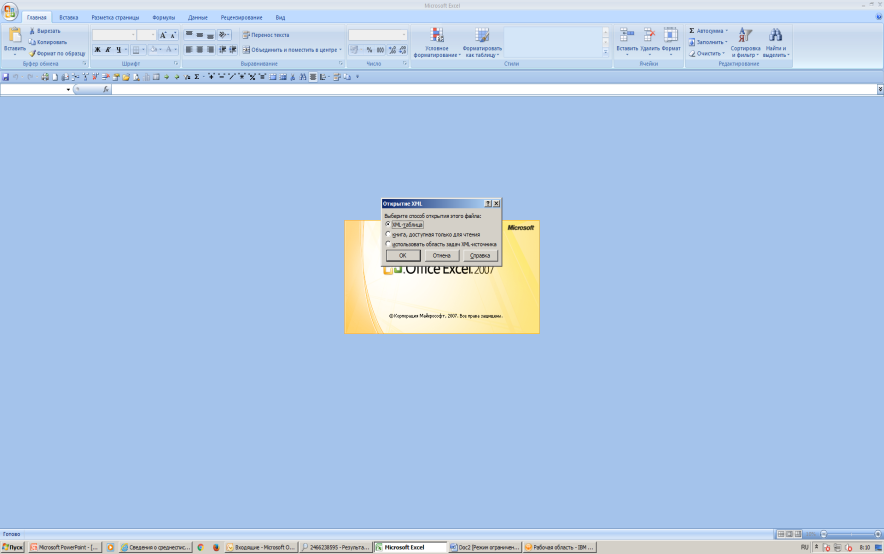 Microsoft Excel
Главная Вставка Разметка страницы Формулы Данные Рецензирование Вид
Вырезать
Копировать
Формат по образцу
Вставить
Буфер обмена
Ж К Ч
Шрифт
Перенос текста
Объединить и поместить в центре
Выравнивание
% 000
Число
Условное форматирование
Форматировать как таблицу
Стили
Вставить Удалить Формат
Ячейки
Σ Автосумма
Заполнить
Очистить
Сортировка и фильтр
Найти и выделить
Редактирование
fx
Открытие XML
Выберите способ открытия этого файла:
XML-таблица
книга, доступная только для чтения
использовать область задач XML-источника
OK Отмена Справка
Microsoft
Office Excel 2007
© Корпорация Майкрософт, 2007. Все права защищены.
Готово
Пуск
Microsoft PowerPoint - [...
Сведения о среднеспис...
Входящие - Microsoft O...
2466238595 - Результа...
Microsoft Excel
Doc2 [Режим ограничен...
Рабочая область - IBM ...
RU
8:10